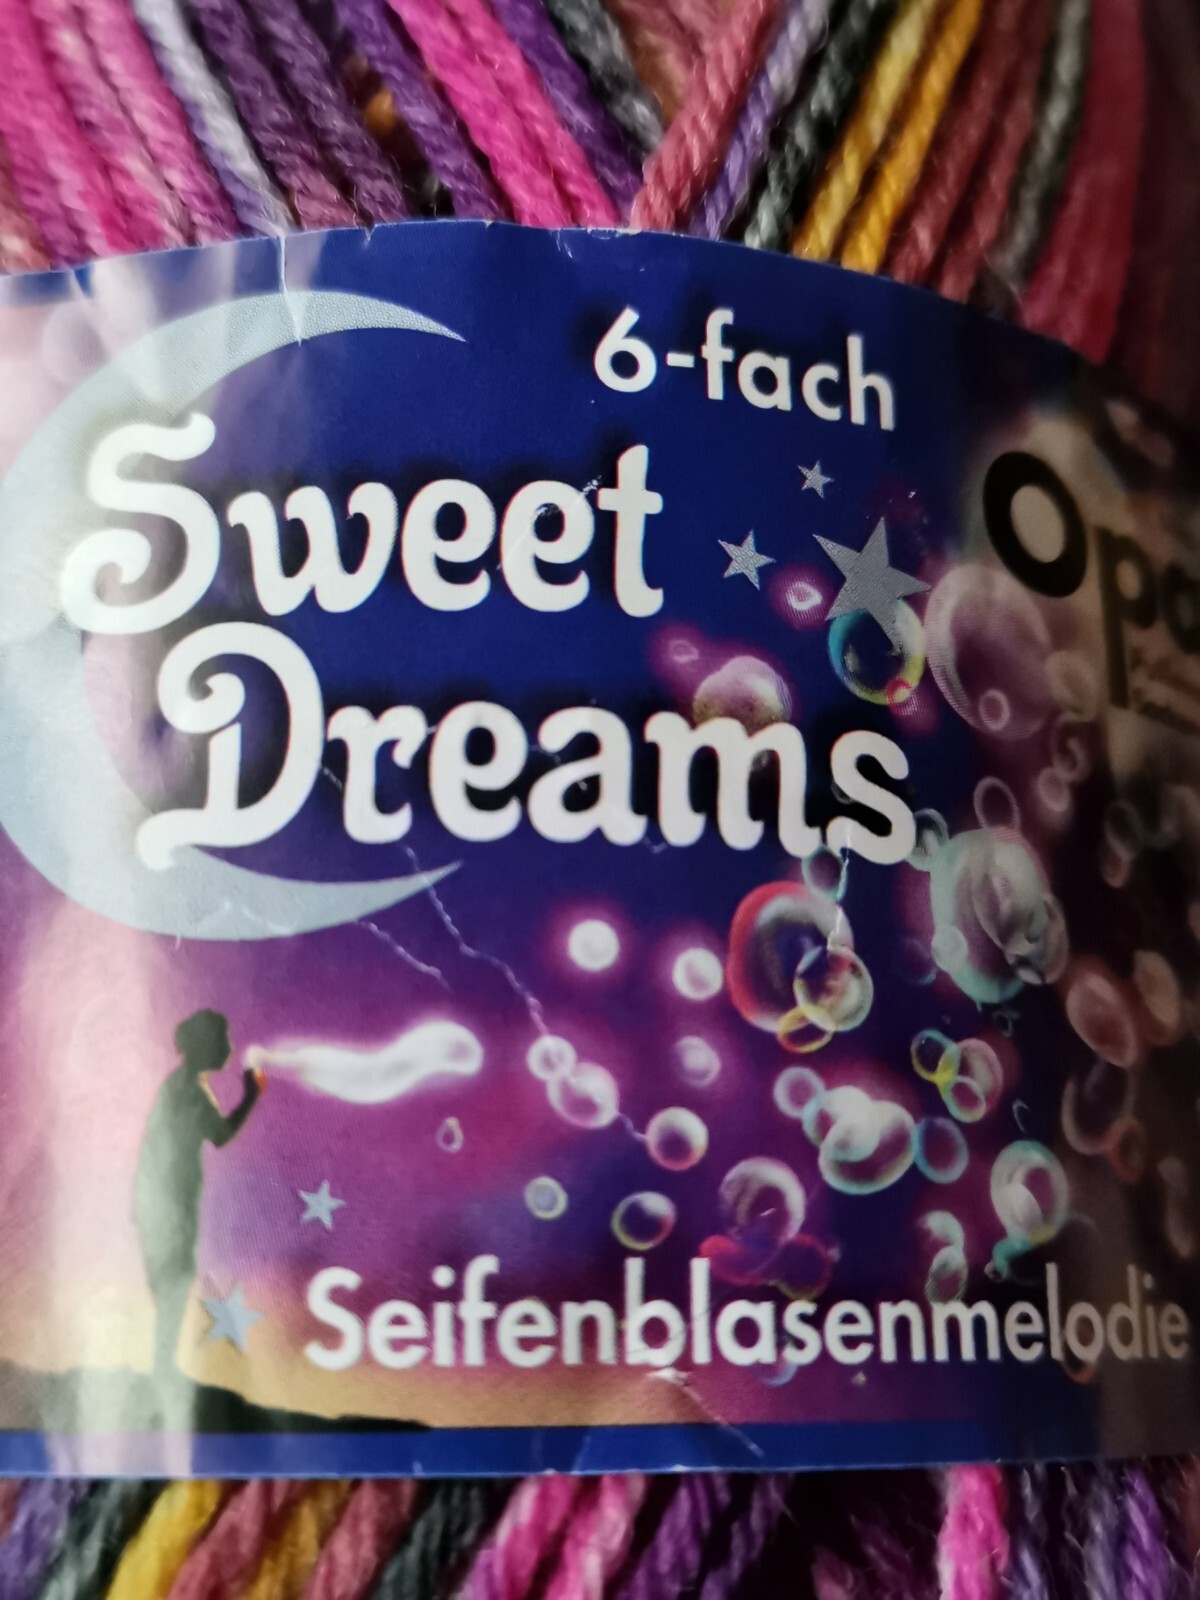 6-fach
Sweet
Dreams
Seifenblasenmelodie